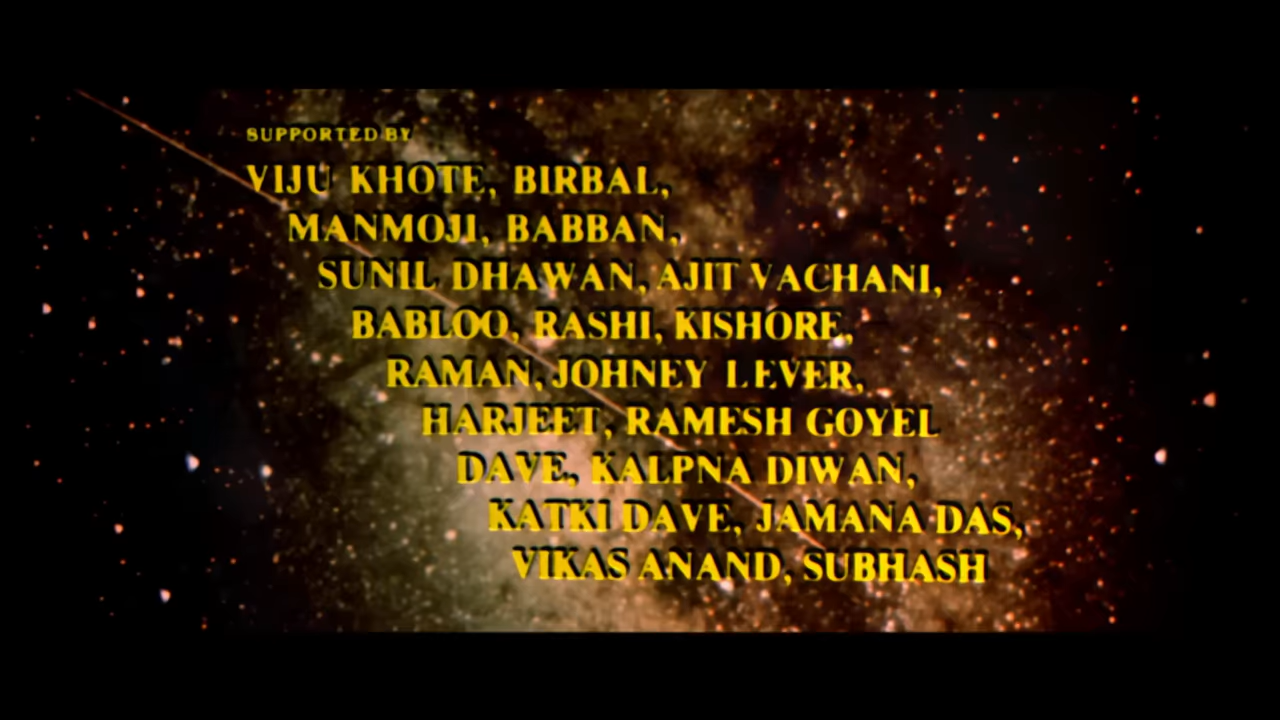 SUPPORTED BY
VIJU KHOTE, BIRBAL,
MANMOJI, BABBAN,
SUNIL DHAWAN, AJIT VACHANI,
BABLOO, RASHI, KISHORE,
RAMAN, JOHNEY LEVER,
HARJEET, RAMESH GOYEL
DAVE, KALPNA DIWAN,
KATKI DAVE, JAMANA DAS,
VIKAS ANAND, SUBHASH